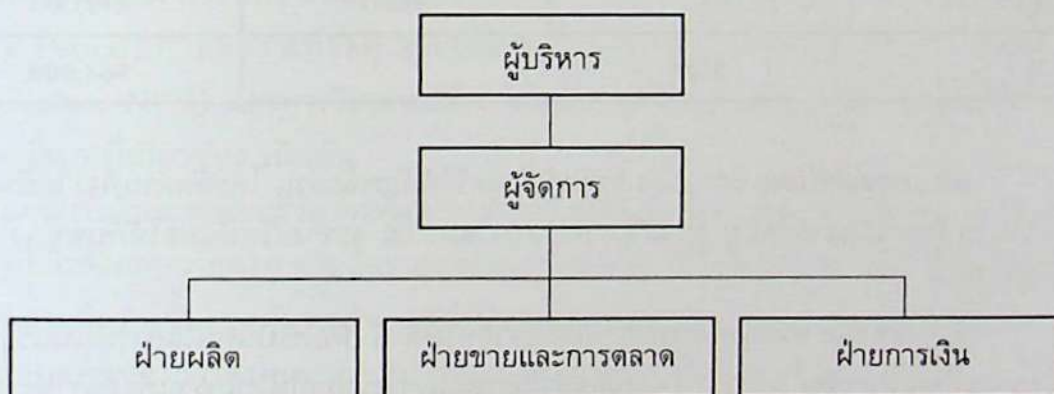 ผู้บริหาร
ผู้จัดการ
ฝ่ายผลิต ฝ่ายขายและการตลาด ฝ่ายการเงิน